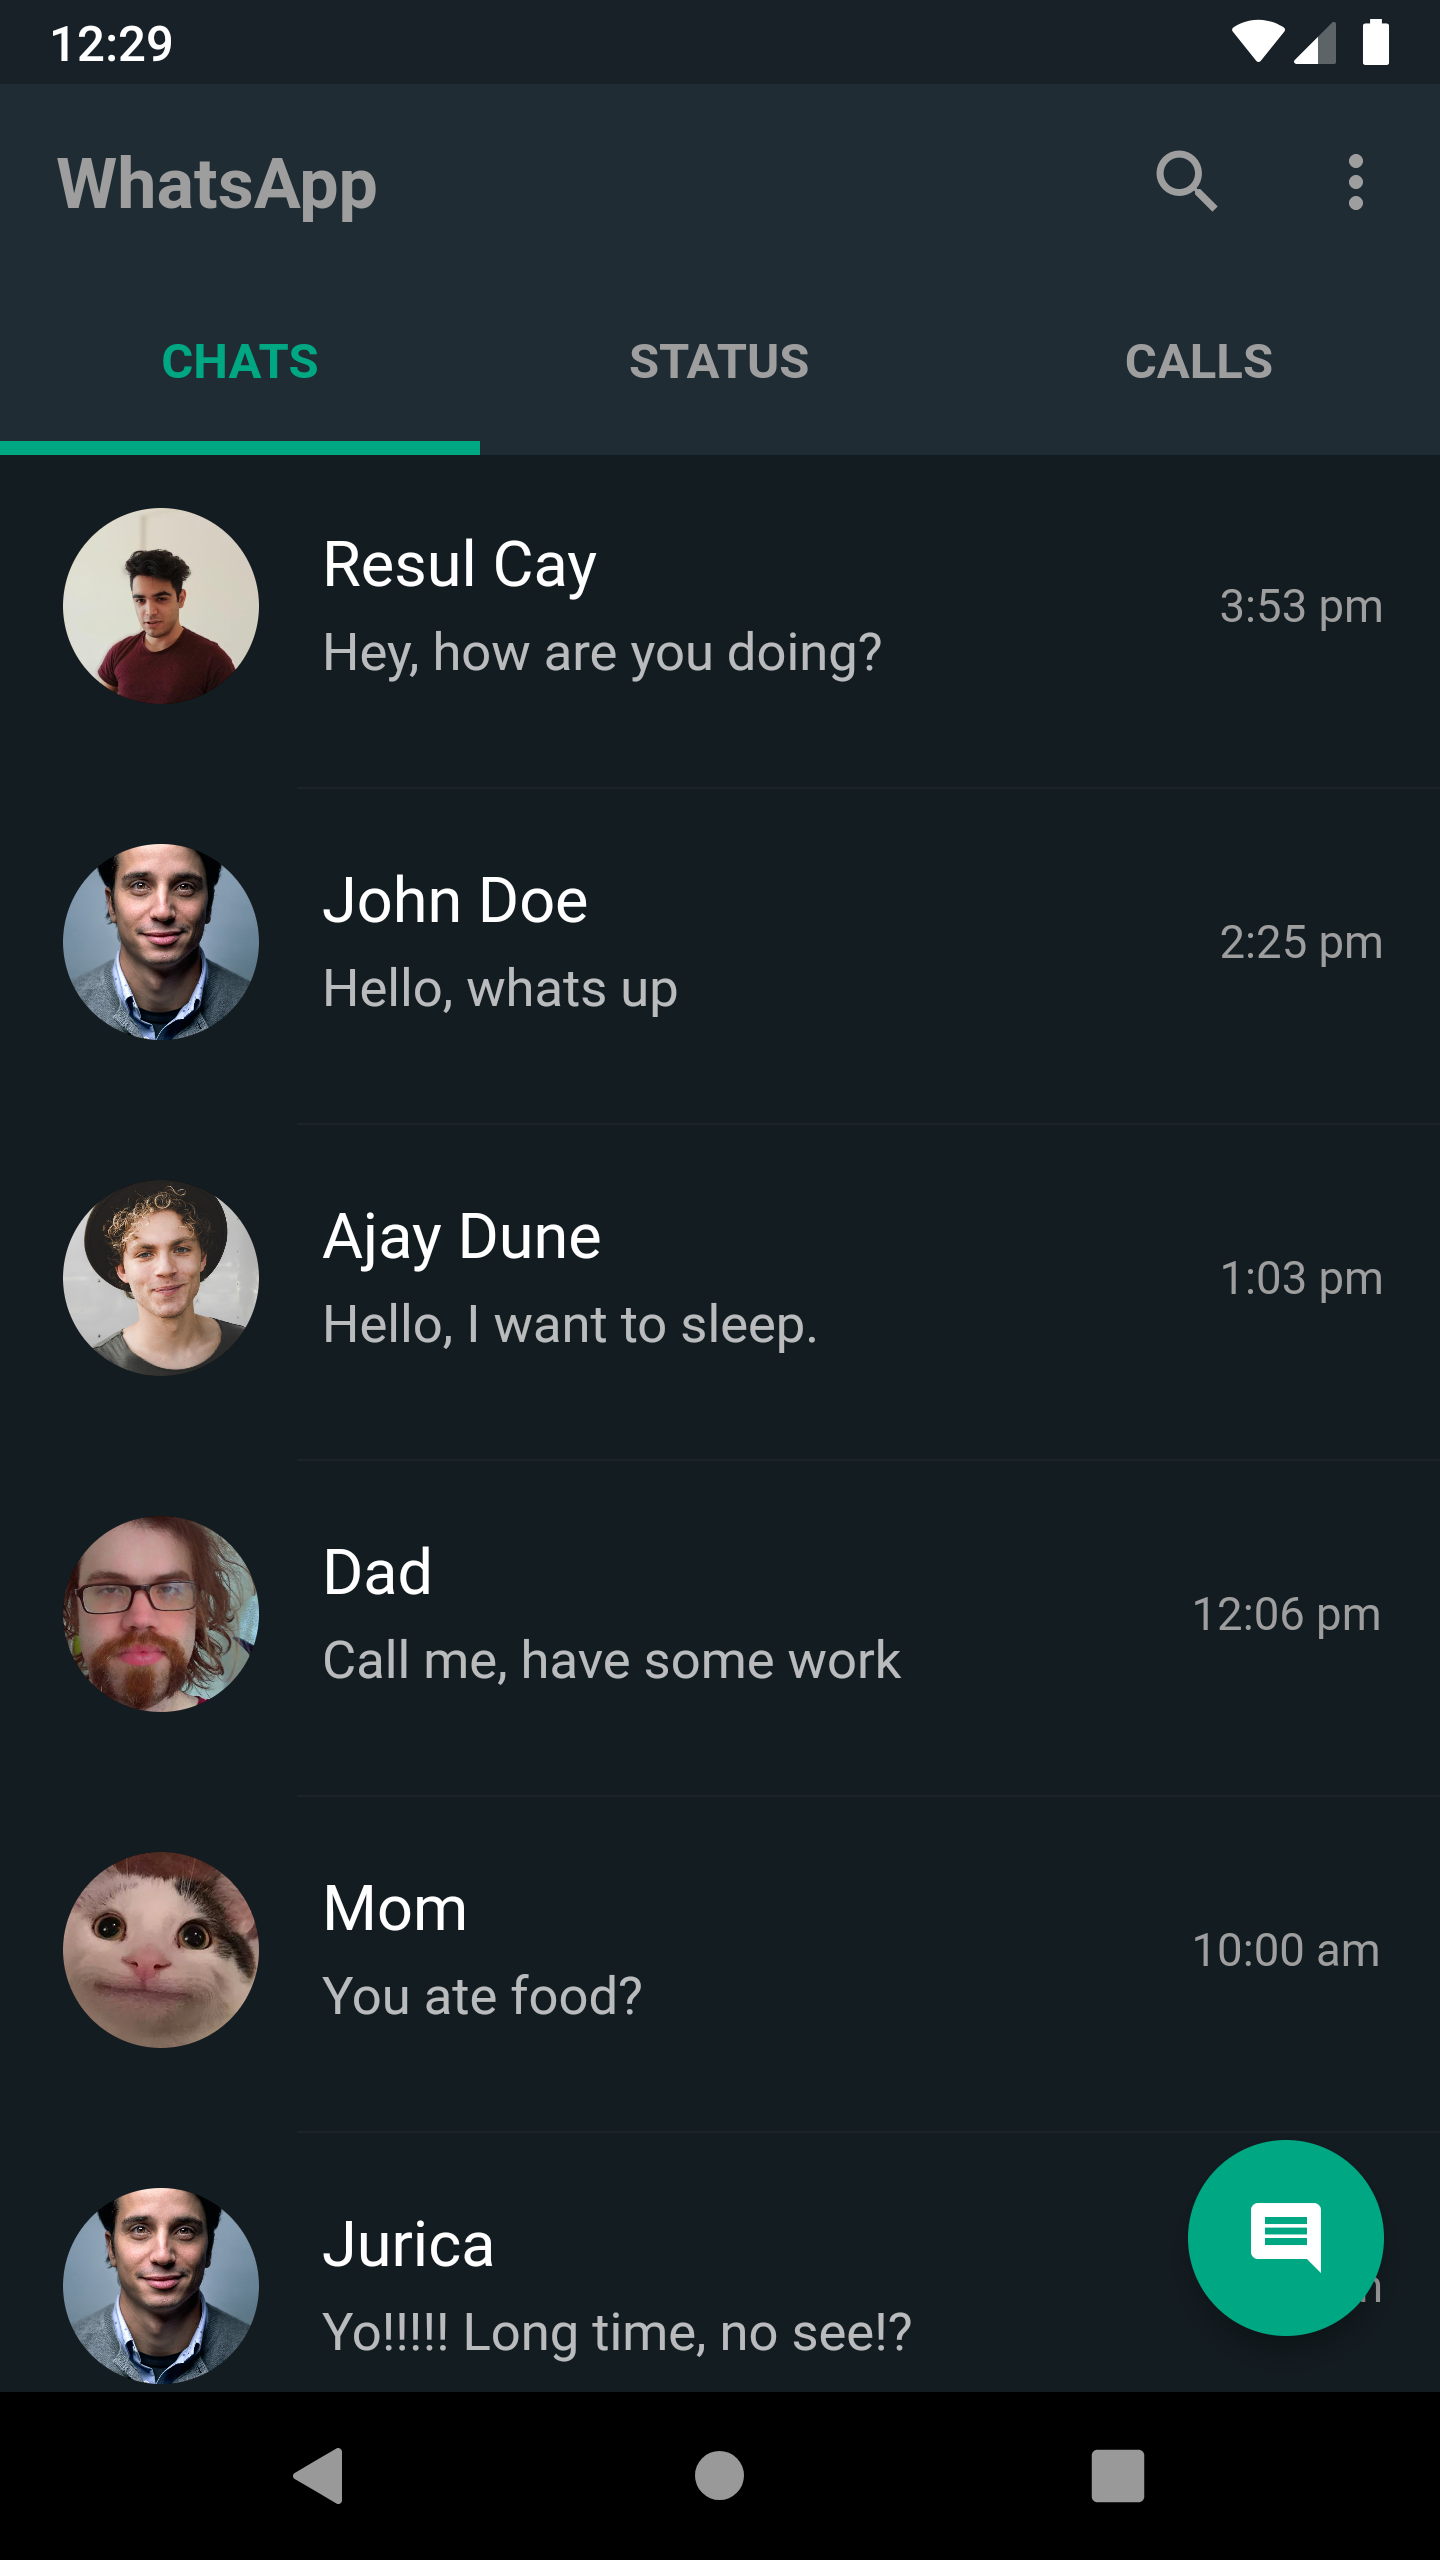 12:29
WhatsApp
CHATS STATUS CALLS
Resul Cay
3:53 pm
Hey, how are you doing?
John Doe
2:25 pm
Hello, whats up
Ajay Dune
1:03 pm
Hello, I want to sleep.
Dad
12:06 pm
Call me, have some work
Mom
10:00 am
You ate food?
Jurica
Yo!!!!! Long time, no see!?